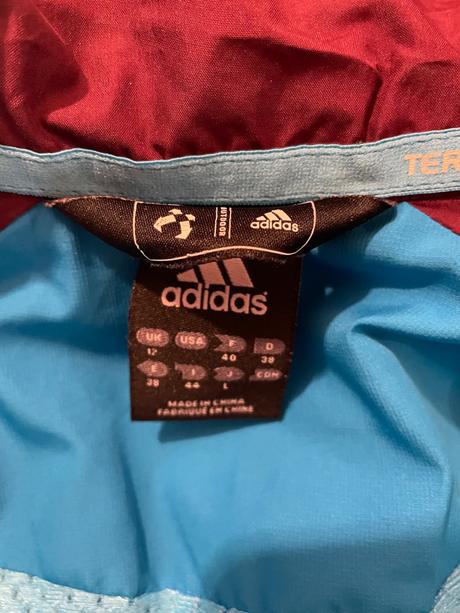 TER
OUTDOOR
adidas
adidas
UK USA F D
12 40 38
E I J CDN
38 44 L
MADE IN CHINA
FABRIQUÉ EN CHINE